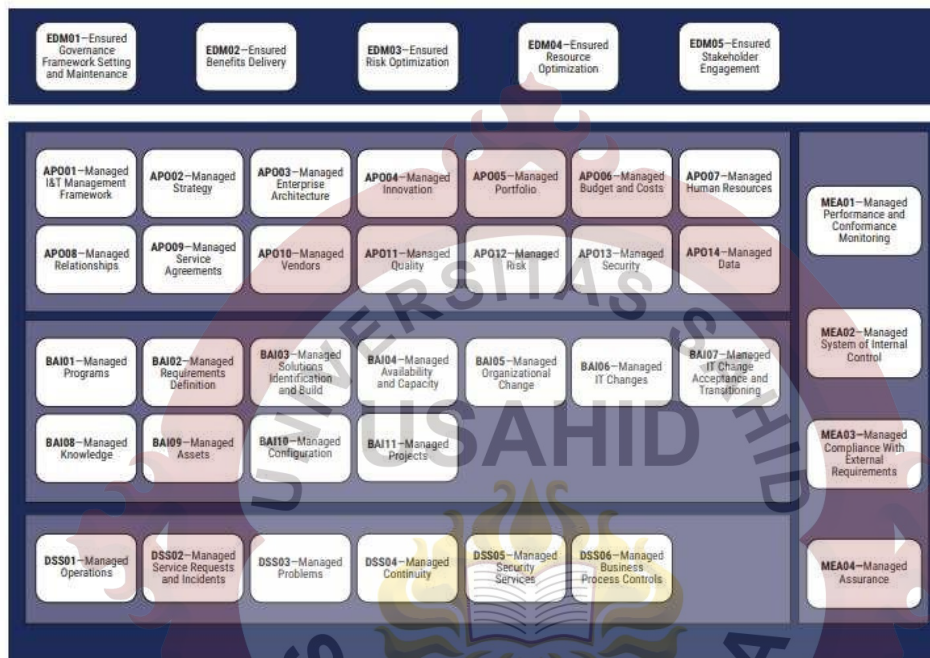 EDM01—Ensured
Governance
Framework Setting
and Maintenance
EDM02—Ensured
Benefits Delivery
EDM03—Ensured
Risk Optimization
EDM04—Ensured
Resource
Optimization
EDM05—Ensured
Stakeholder
Engagement
APO01—Managed
I&T Management
Framework
APO02—Managed
Strategy
APO03—Managed
Enterprise
Architecture
APO04—Managed
Innovation
APO05—Managed
Portfolio
APO06—Managed
Budget and Costs
APO07—Managed
Human Resources
APO08—Managed
Relationships
APO09—Managed
Service
Agreements
APO10—Managed
Vendors
APO11—Managed
Quality
APO12—Managed
Risk
APO13—Managed
Security
APO14—Managed
Data
BAI01—Managed
Programs
BAI02—Managed
Requirements
Definition
BAI03—Managed
Solutions
Identification
and Build
BAI04—Managed
Availability
and Capacity
BAI05—Managed
Organizational
Change
BAI06—Managed
IT Changes
BAI07—Managed
IT Change
Acceptance and
Transitioning
BAI08—Managed
Knowledge
BAI09—Managed
Assets
BAI10—Managed
Configuration
BAI11—Managed
Projects
DSS01—Managed
Operations
DSS02—Managed
Service Requests
and Incidents
DSS03—Managed
Problems
DSS04—Managed
Continuity
DSS05—Managed
Security
Services
DSS06—Managed
Business
Process Controls
MEA01—Managed
Performance and
Conformance
Monitoring
MEA02—Managed
System of Internal
Control
MEA03—Managed
Compliance With
External
Requirements
MEA04—Managed
Assurance
UNIVERSITAS SAHID
USAHID